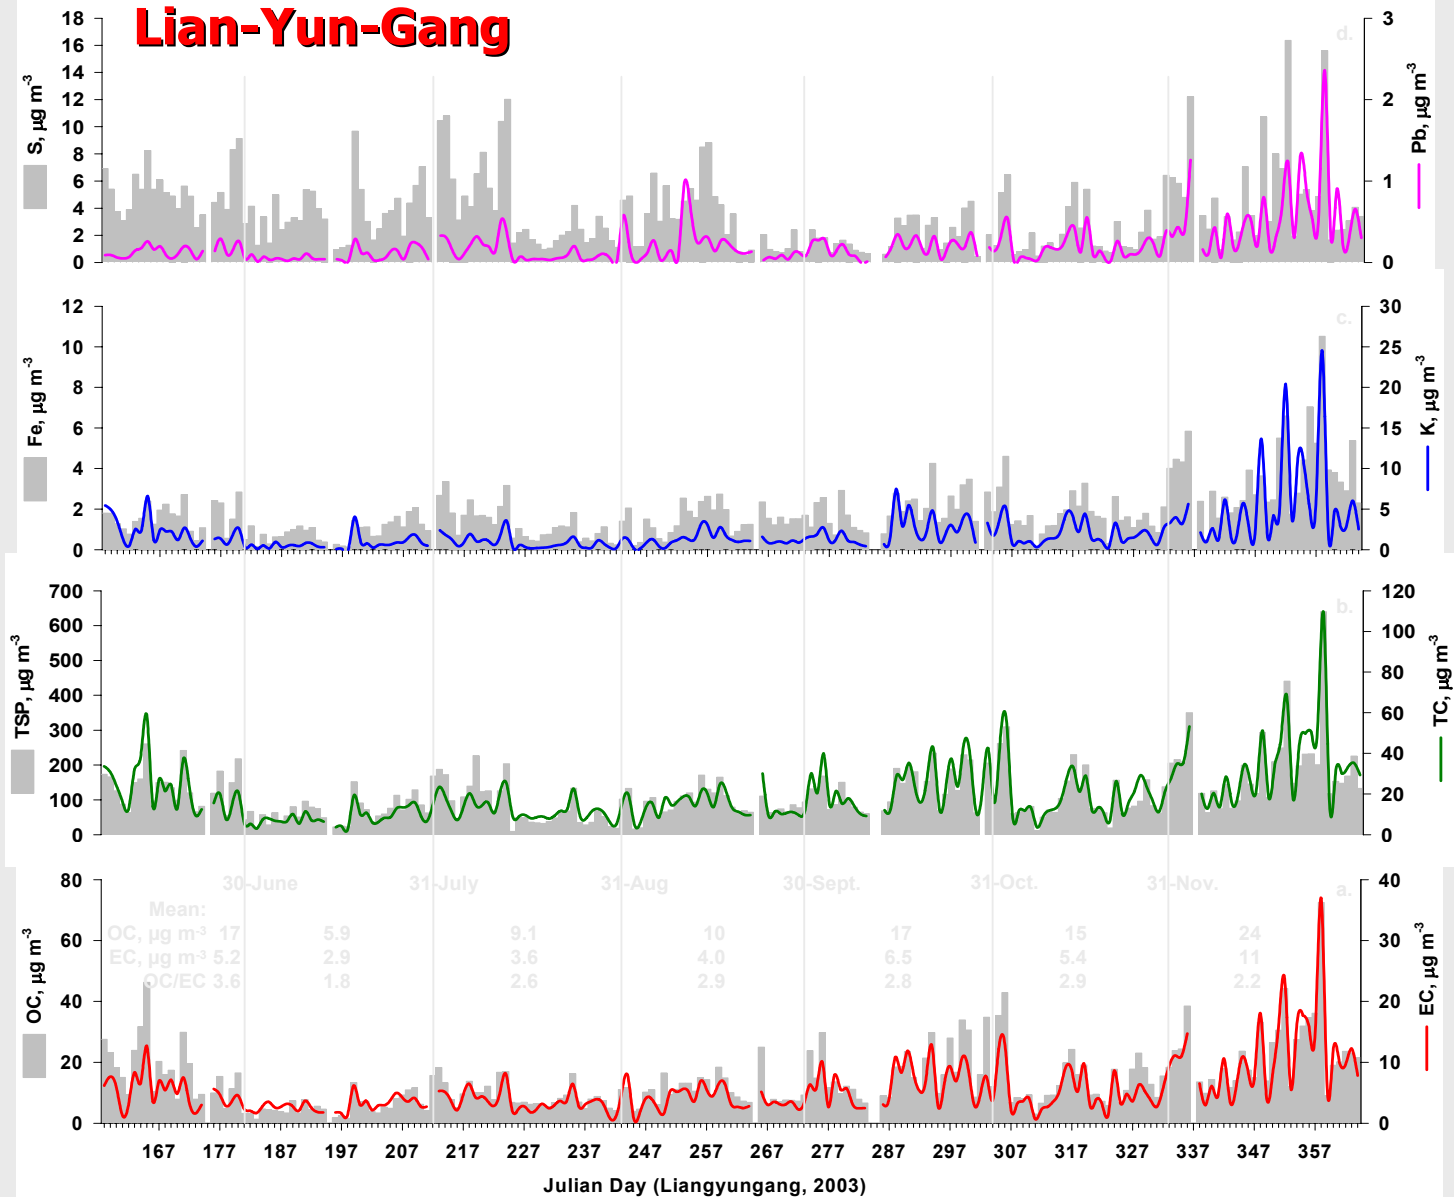 Lian-Yun-Gang
d.
S, µg m-3
18
16
14
12
10
8
6
4
2
0
3
2
1
0
Pb, µg m-3
c.
Fe, µg m-3
12
10
8
6
4
2
0
30
25
20
15
10
5
0
K, µg m-3
b.
TSP, µg m-3
700
600
500
400
300
200
100
0
120
100
80
60
40
20
0
TC, µg m-3
a.
OC, µg m-3
80
60
40
20
0
40
30
20
10
0
EC, µg m-3
30-June 31-July 31-Aug 30-Sept. 31-Oct. 31-Nov.
Mean:
OC, µg m-3 17 5.9 9.1 10 17 15 24
EC, µg m-3 5.2 2.9 3.6 4.0 6.5 5.4 11
OC/EC 3.6 1.8 2.6 2.9 2.8 2.9 2.2
167 177 187 197 207 217 227 237 247 257 267 277 287 297 307 317 327 337 347 357
Julian Day (Liangyungang, 2003)